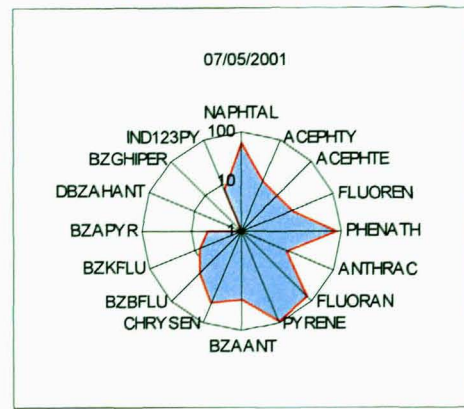 07/05/2001
NAPHTAL
IND123PY
100
ACEPHTY
BZGHIPER
ACEPHTE
10
DBZAHANT
FLUOREN
BZAPYR
1
PHENATH
BZKFLU
ANTHRAC
BZBFLU
FLUORAN
CHRYSEN
PYRENE
BZAANT